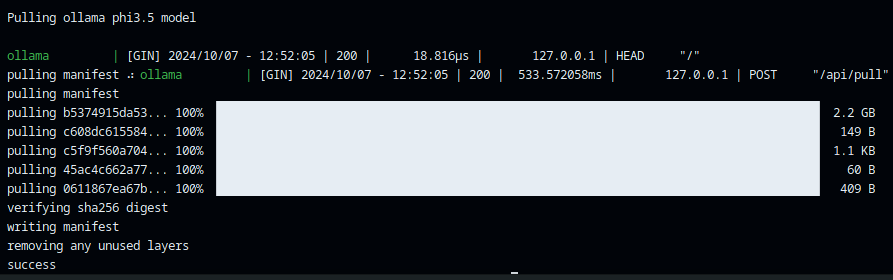 Pulling ollama phi3.5 model
ollama | [GIN] 2024/10/07 - 12:52:05 | 200 | 18.816µs | 127.0.0.1 | HEAD "/"
pulling manifest ⠴ ollama | [GIN] 2024/10/07 - 12:52:05 | 200 | 533.572058ms | 127.0.0.1 | POST "/api/pull"
pulling manifest
pulling b5374915da53... 100% 2.2 GB
pulling c608dc615584... 100% 149 B
pulling c5f9f560a704... 100% 1.1 KB
pulling 45ac4c662a77... 100% 60 B
pulling 0611867ea67b... 100% 409 B
verifying sha256 digest
writing manifest
removing any unused layers
success